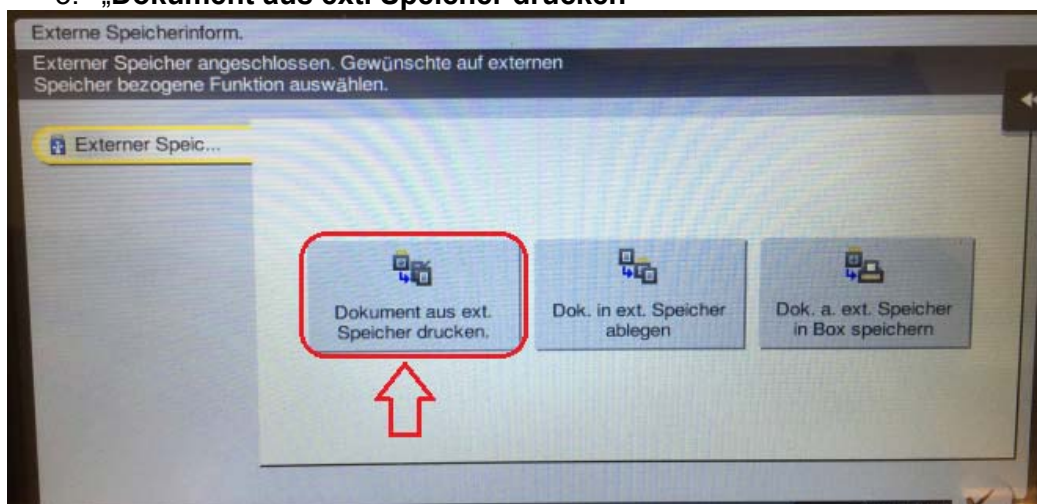 „Dokument aus ext. Speicher drucken
Externe Speicherinform.
Externer Speicher angeschlossen. Gewünschte auf externen
Speicher bezogene Funktion auswählen.
Externer Speic...
Dokument aus ext.
Speicher drucken.
Dok. in ext. Speicher
ablegen
Dok. a. ext. Speicher
in Box speichern